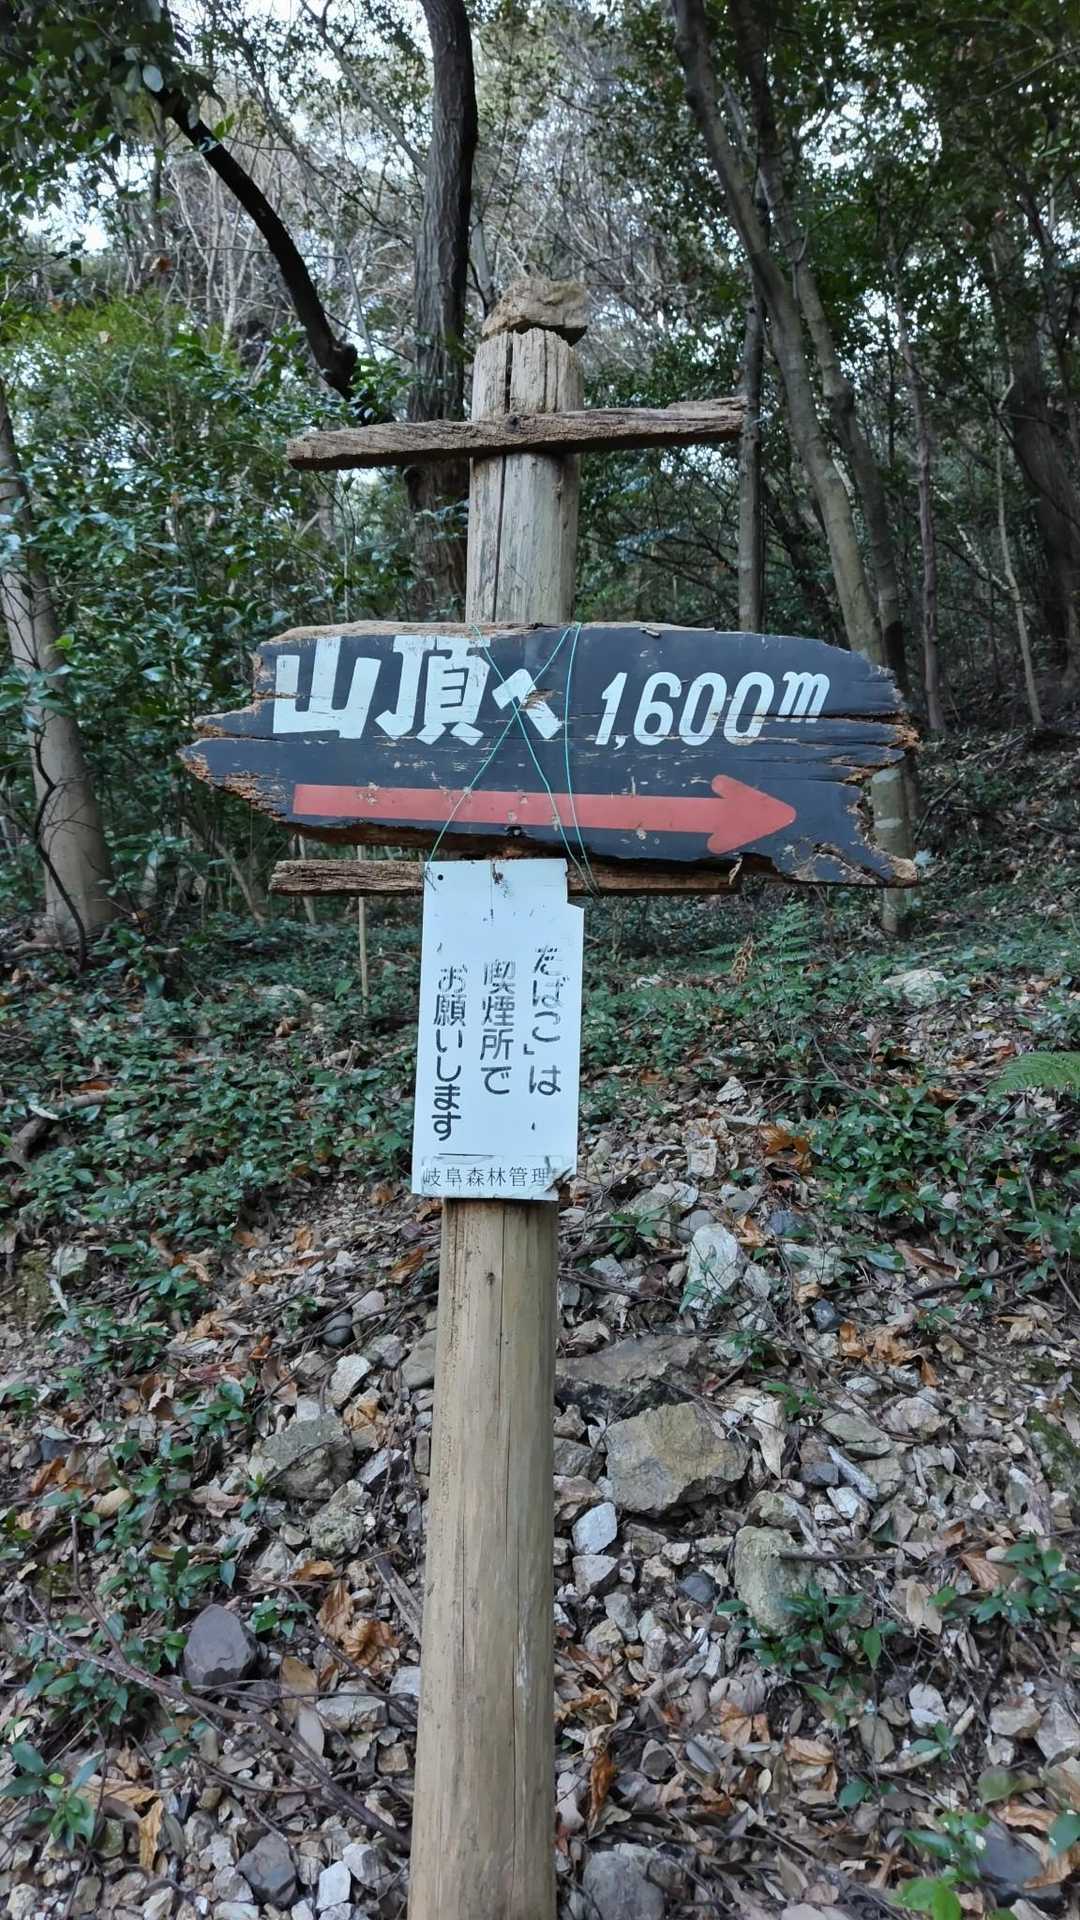 山頂へ 1,600m
たばこ」は
喫煙所で
お願いします
岐阜森林管理